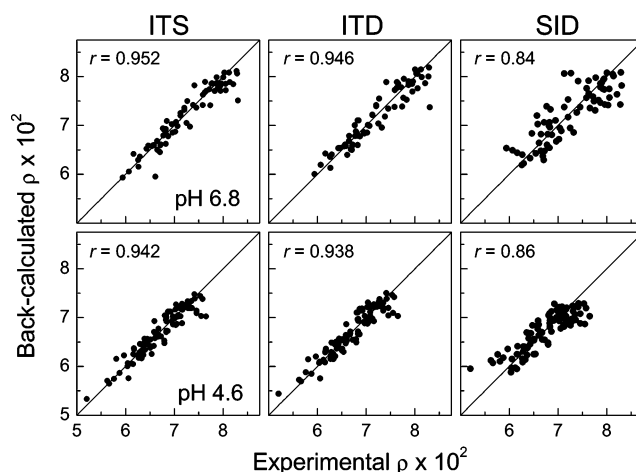 ITS ITD SID
r = 0.952 r = 0.946 r = 0.84
8
7
6
pH 6.8
Back-calculated ρ x 10²
r = 0.942 r = 0.938 r = 0.86
8
7
6
5
pH 4.6
5 6 7 8 6 7 8 6 7 8
Experimental ρ x 10²